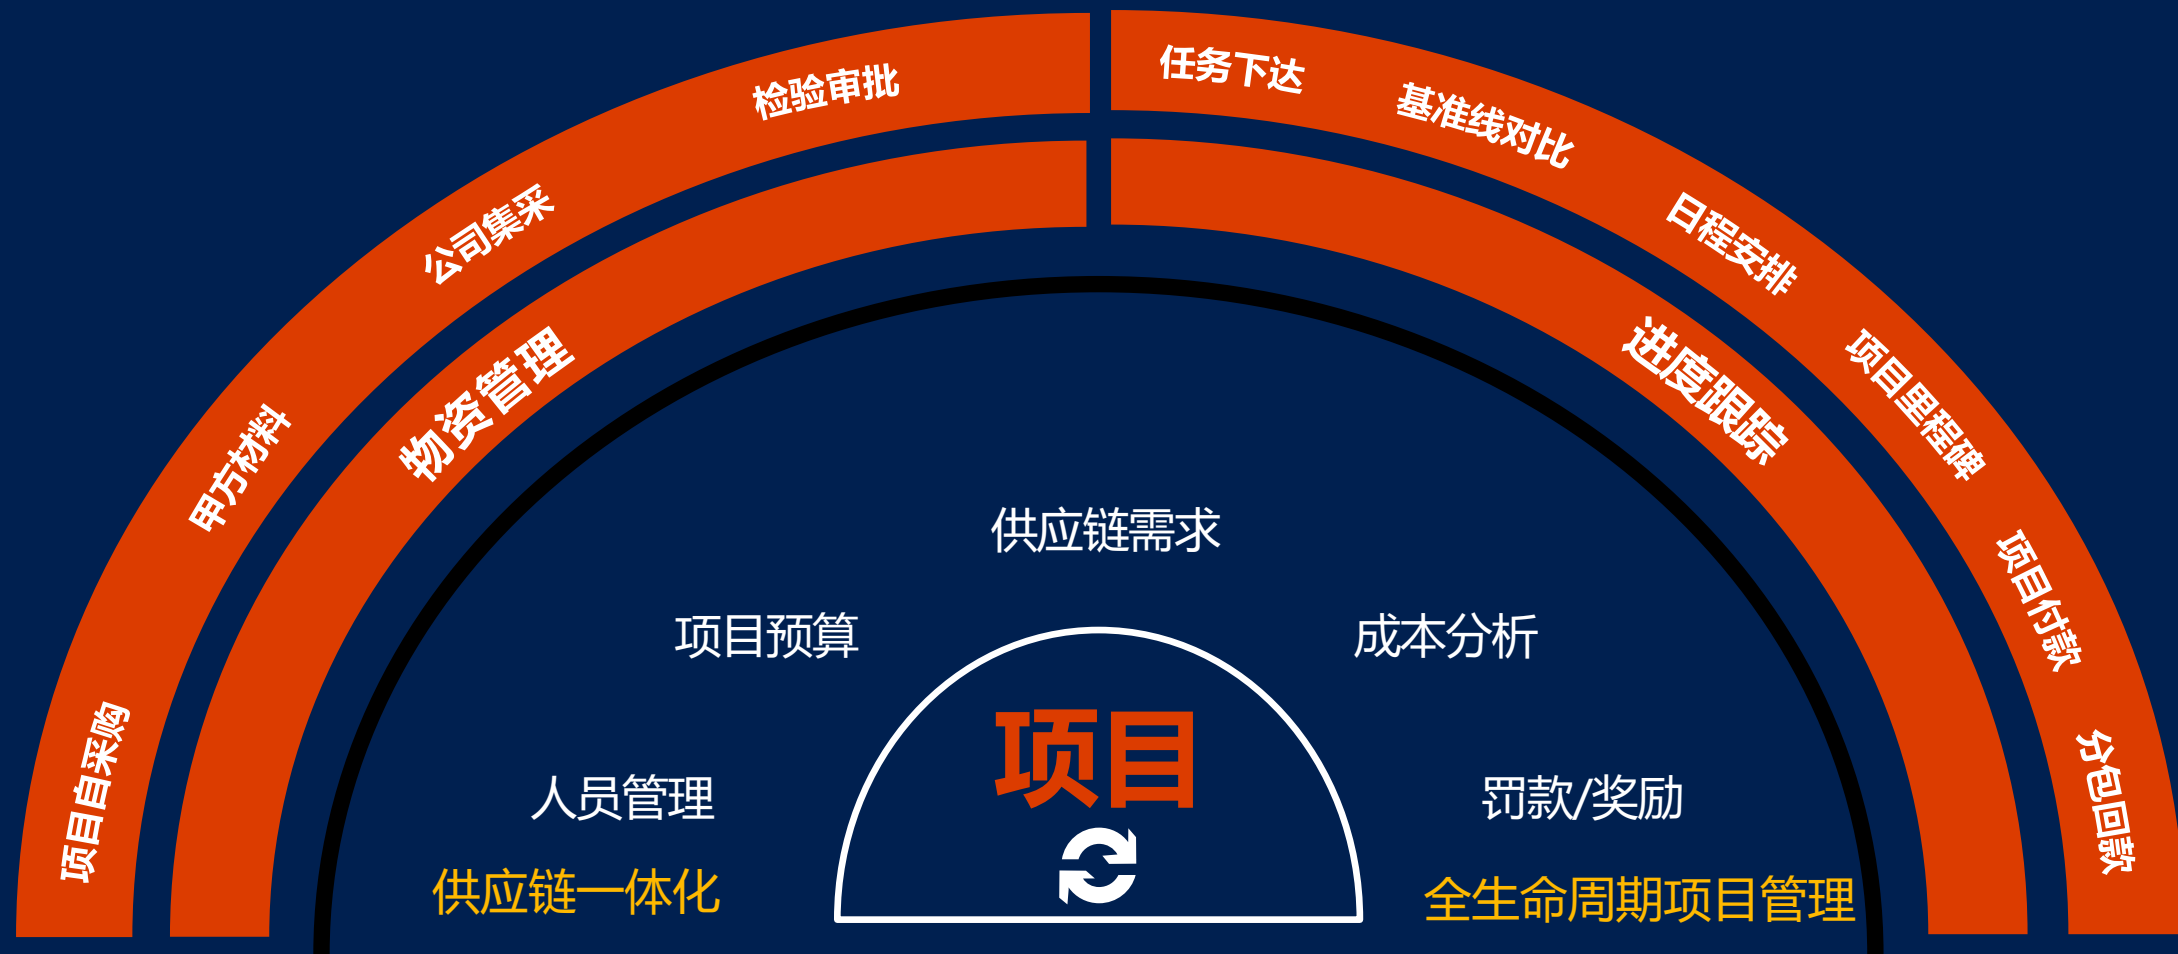 项目自采购
甲方材料
公司集采
检验审批
任务下达
基准线对比
日程安排
项目里程碑
项目付款
分包回款
物资管理
进度跟踪
供应链需求
项目预算
成本分析
项目
人员管理
罚款/奖励
供应链一体化
全生命周期项目管理